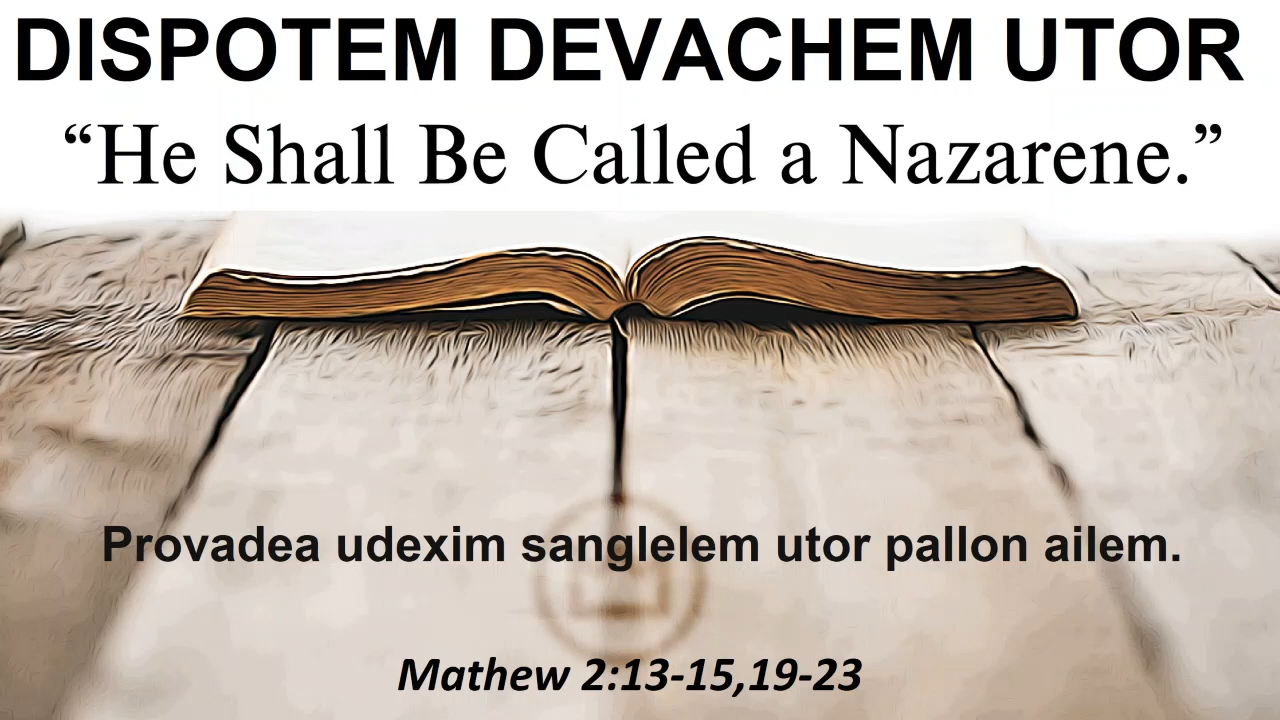 DISPOTEM DEVACHEM UTOR
“He Shall Be Called a Nazarene.”
Provadea udexim sanglelem utor pallon ailem.
Mathew 2:13-15,19-23